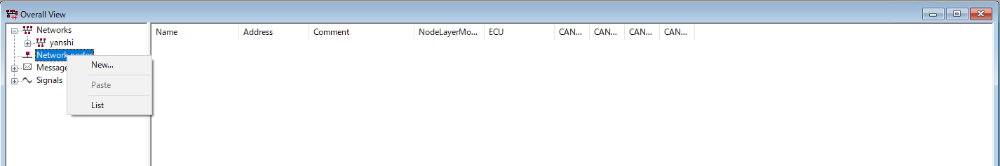 Overall View
Networks
yanshi
Network nodes
Message
Signals
New...
Paste
List
Name Address Comment NodeLayerMo... ECU CAN... CAN... CAN... CAN...